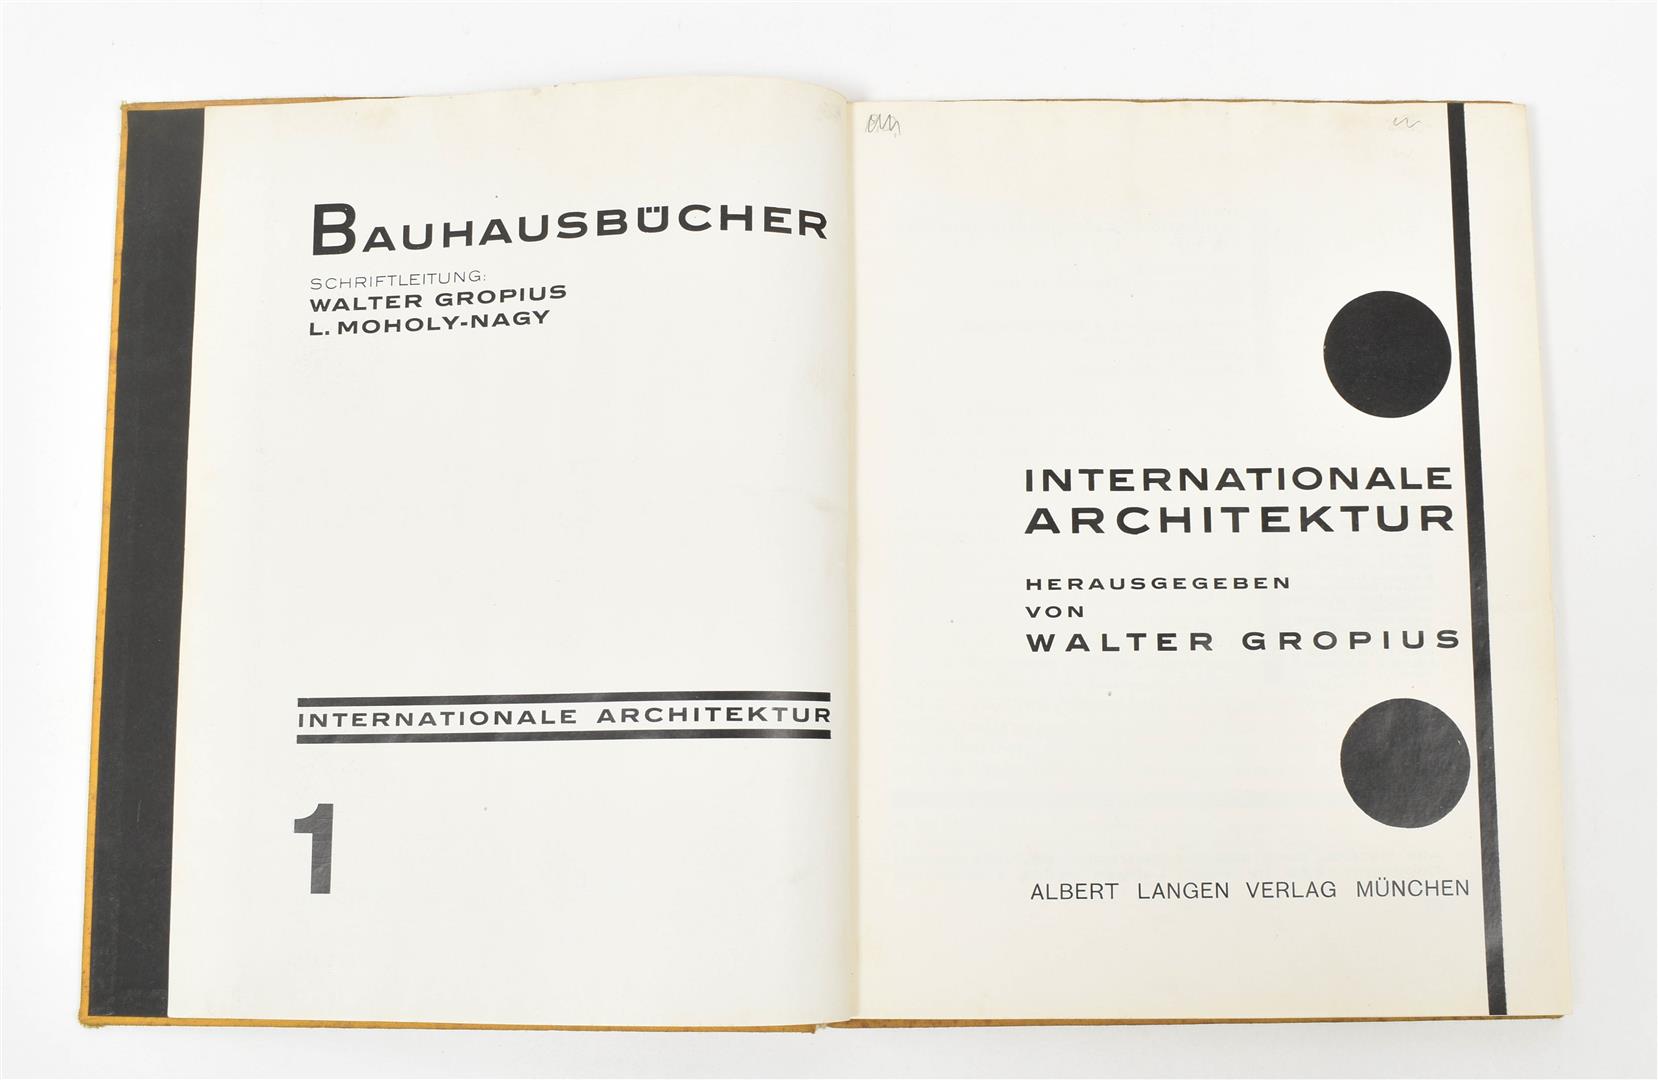 BAUHAUSBÜCHER
SCHRIFTLEITUNG:
WALTER GROPIUS
L. MOHOLY-NAGY
INTERNATIONALE ARCHITEKTUR
1
INTERNATIONALE
ARCHITEKTUR
HERAUSGEGEBEN
VON
WALTER GROPIUS
ALBERT LANGEN VERLAG MÜNCHEN